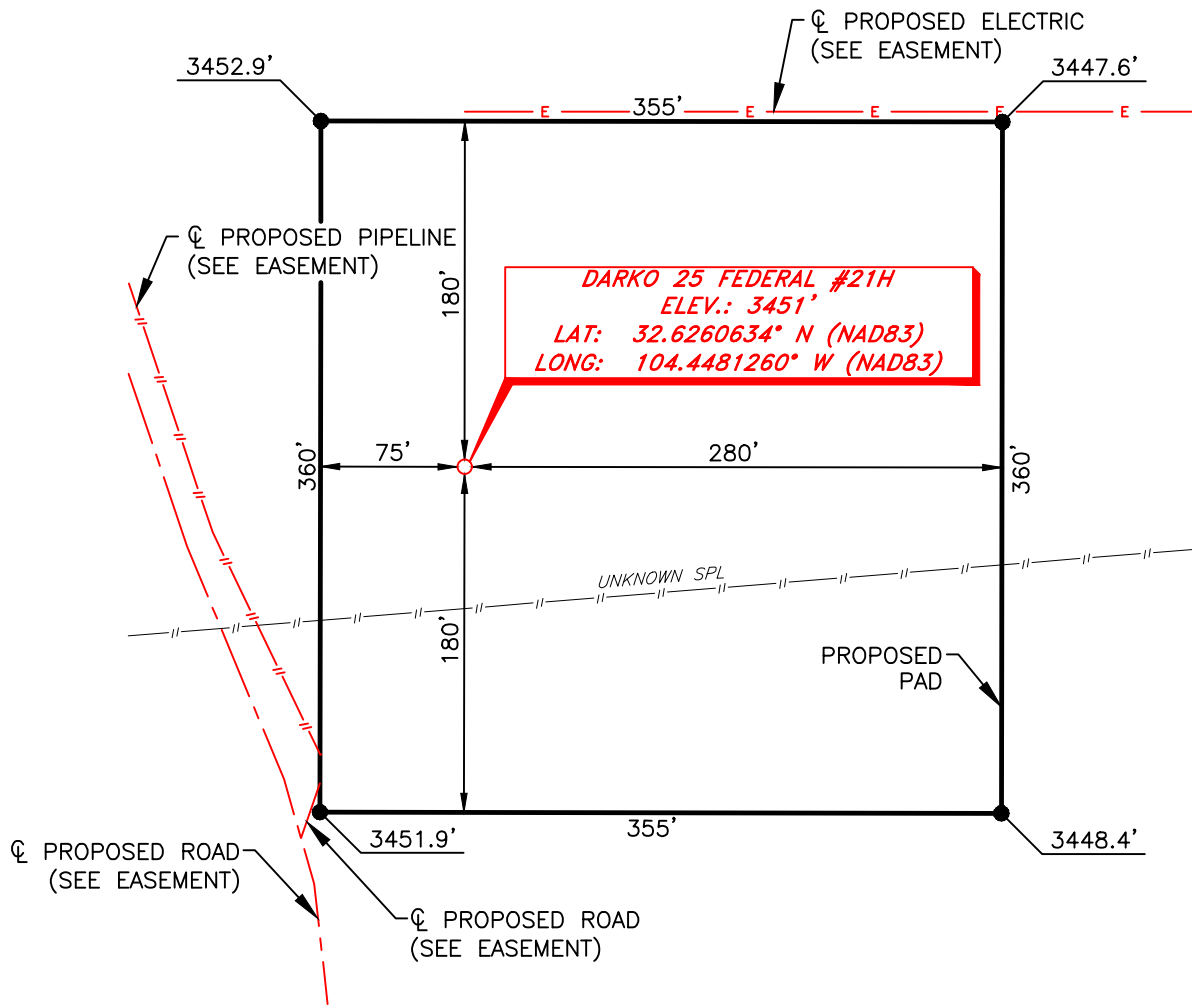 ℄ PROPOSED ELECTRIC
(SEE EASEMENT)
3452.9’
3447.6’
355’
E E E E E
℄ PROPOSED PIPELINE
(SEE EASEMENT)
180’
DARKO 25 FEDERAL #21H
ELEV.: 3451’
LAT: 32.6260634° N (NAD83)
LONG: 104.4481260° W (NAD83)
360’
75’
280’
360’
UNKNOWN SPL
180’
PROPOSED
PAD
3451.9’
355’
3448.4’
℄ PROPOSED ROAD
(SEE EASEMENT)
℄ PROPOSED ROAD
(SEE EASEMENT)